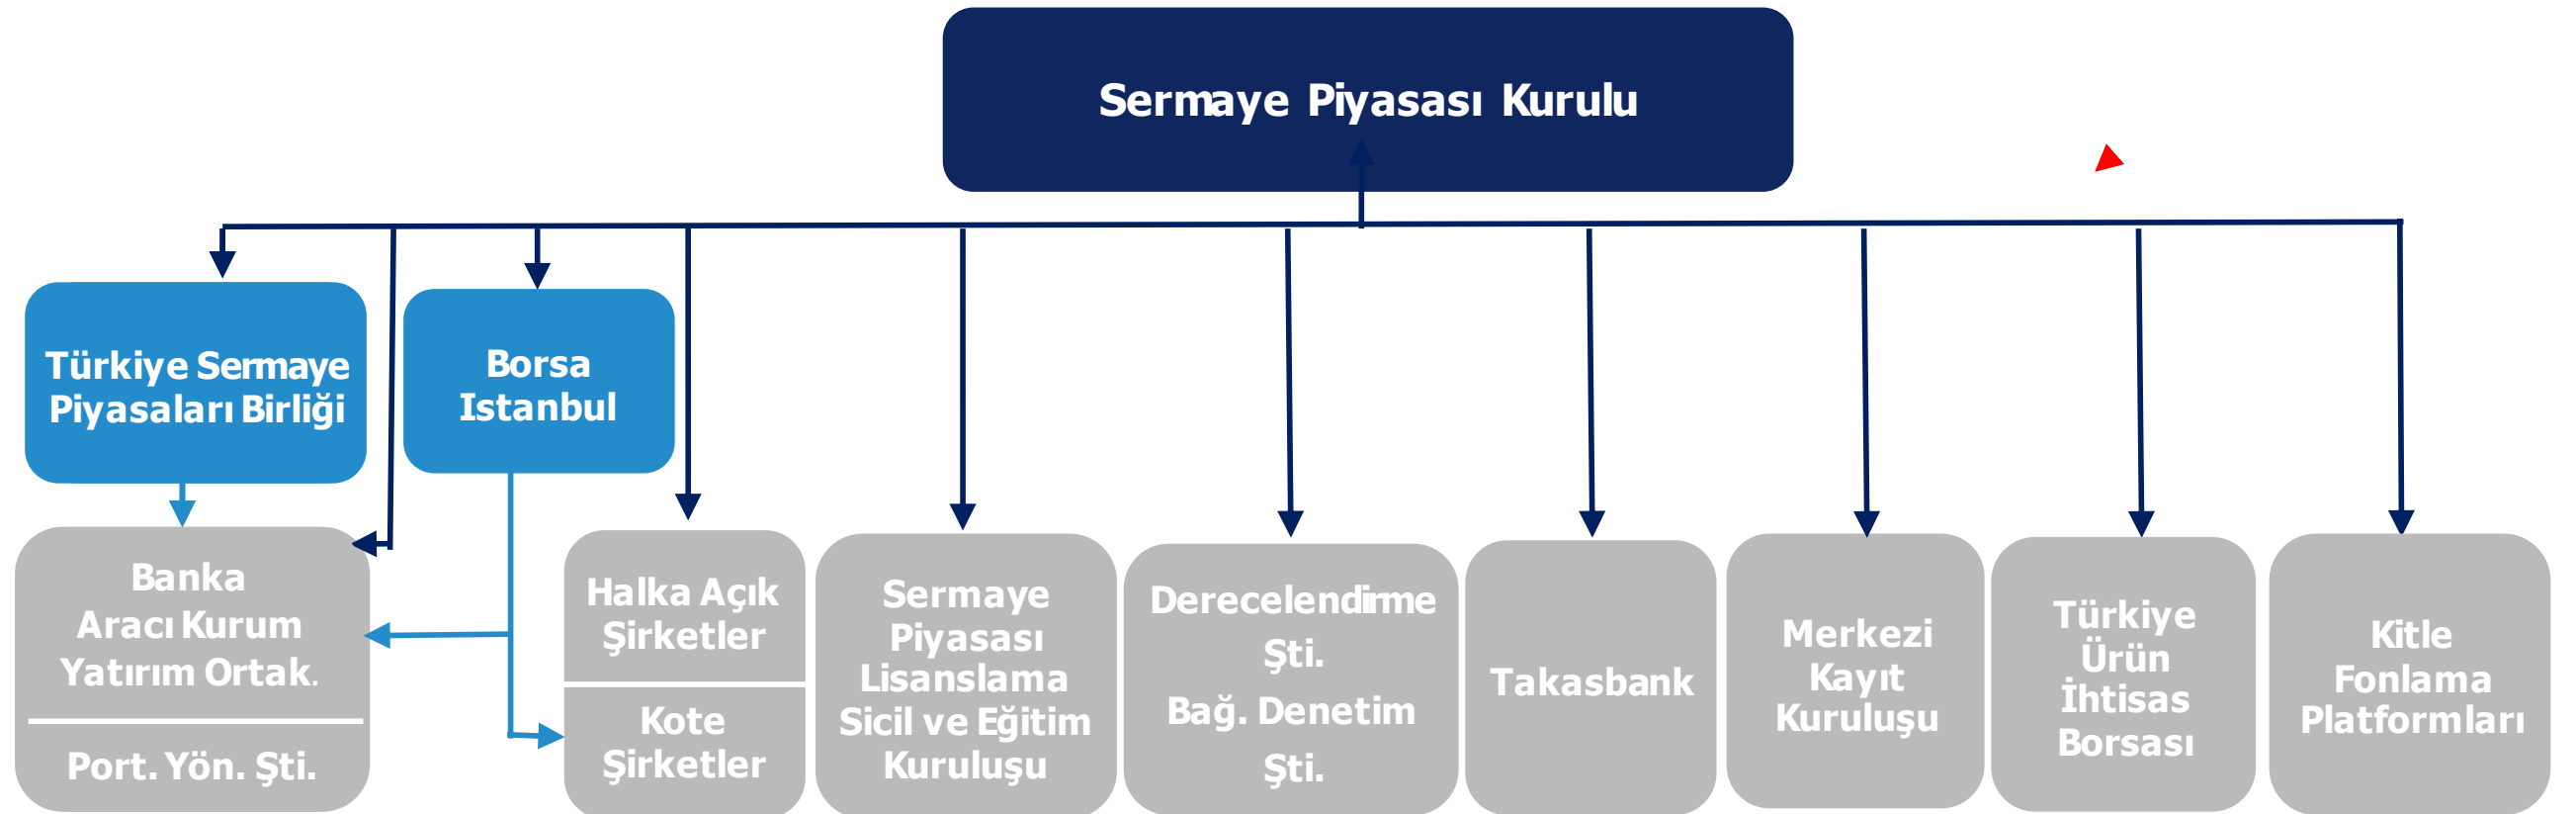 Sermaye Piyasası Kurulu
Türkiye Sermaye
Piyasaları Birliği
Borsa
Istanbul
Banka
Aracı Kurum
Yatırım Ortak.
Port. Yön. Şti.
Halka Açık
Şirketler
Kote
Şirketler
Sermaye
Piyasası
Lisanslama
Sicil ve Eğitim
Kuruluşu
Derecelendirme
Şti.
Bağ. Denetim
Şti.
Takasbank
Merkezi
Kayıt
Kuruluşu
Türkiye
Ürün
İhtisas
Borsası
Kitle
Fonlama
Platformları